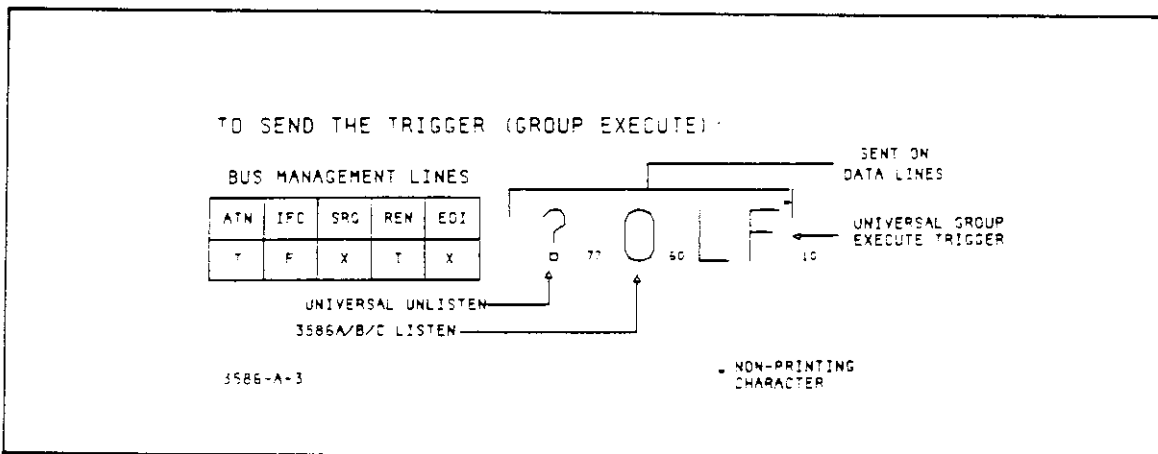 TO SEND THE TRIGGER (GROUP EXECUTE)
SENT ON
DATA LINES
BUS MANAGEMENT LINES
ATN IFC SRQ REN EOI
T F X T X
? 77 0 60 LF 10
UNIVERSAL GROUP
EXECUTE TRIGGER
UNIVERSAL UNLISTEN
3586A/B/C LISTEN
3586-A-3
NON-PRINTING
CHARACTER